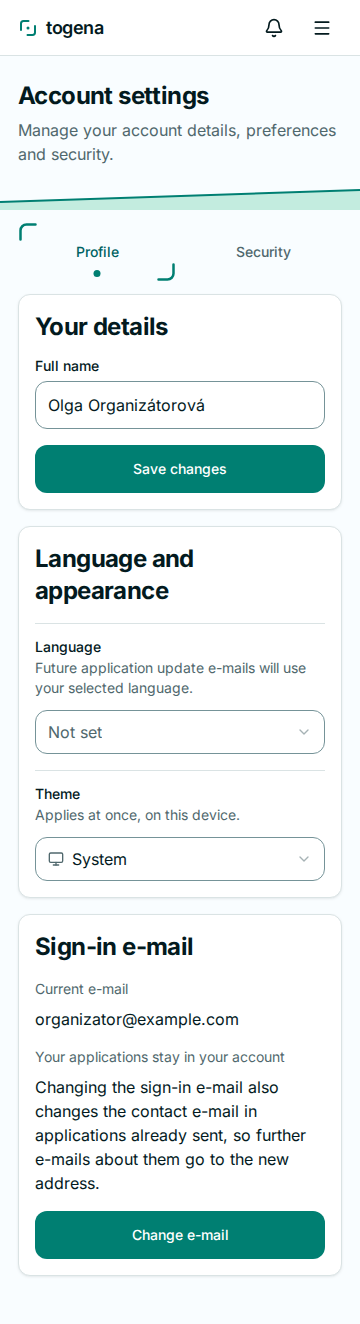 togena
Account settings
Manage your account details, preferences
and security.
Profile
Security
Your details
Full name
Olga Organizátorová
Save changes
Language and
appearance
Language
Future application update e-mails will use
your selected language.
Not set
Theme
Applies at once, on this device.
System
Sign-in e-mail
Current e-mail
organizator@example.com
Your applications stay in your account
Changing the sign-in e-mail also
changes the contact e-mail in
applications already sent, so further
e-mails about them go to the new
address.
Change e-mail